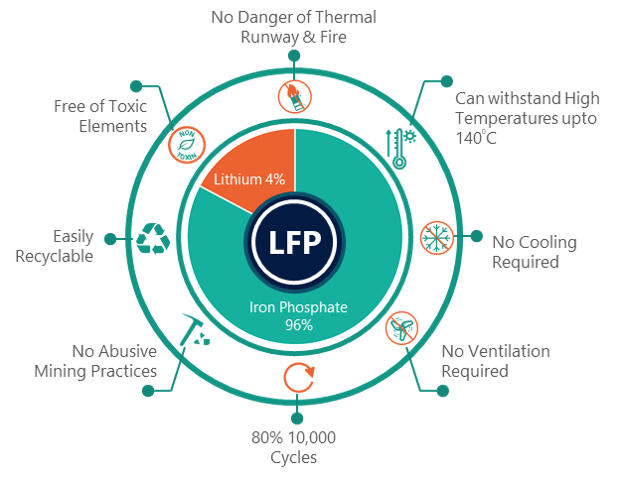 No Danger of Thermal
Runway & Fire
Free of Toxic
Elements
Can withstand High
Temperatures upto
140°C
NON
TOXIN
Lithium 4%
LFP
Easily
Recyclable
No Cooling
Required
Iron Phosphate
96%
No Abusive
Mining Practices
No Ventilation
Required
80% 10,000
Cycles